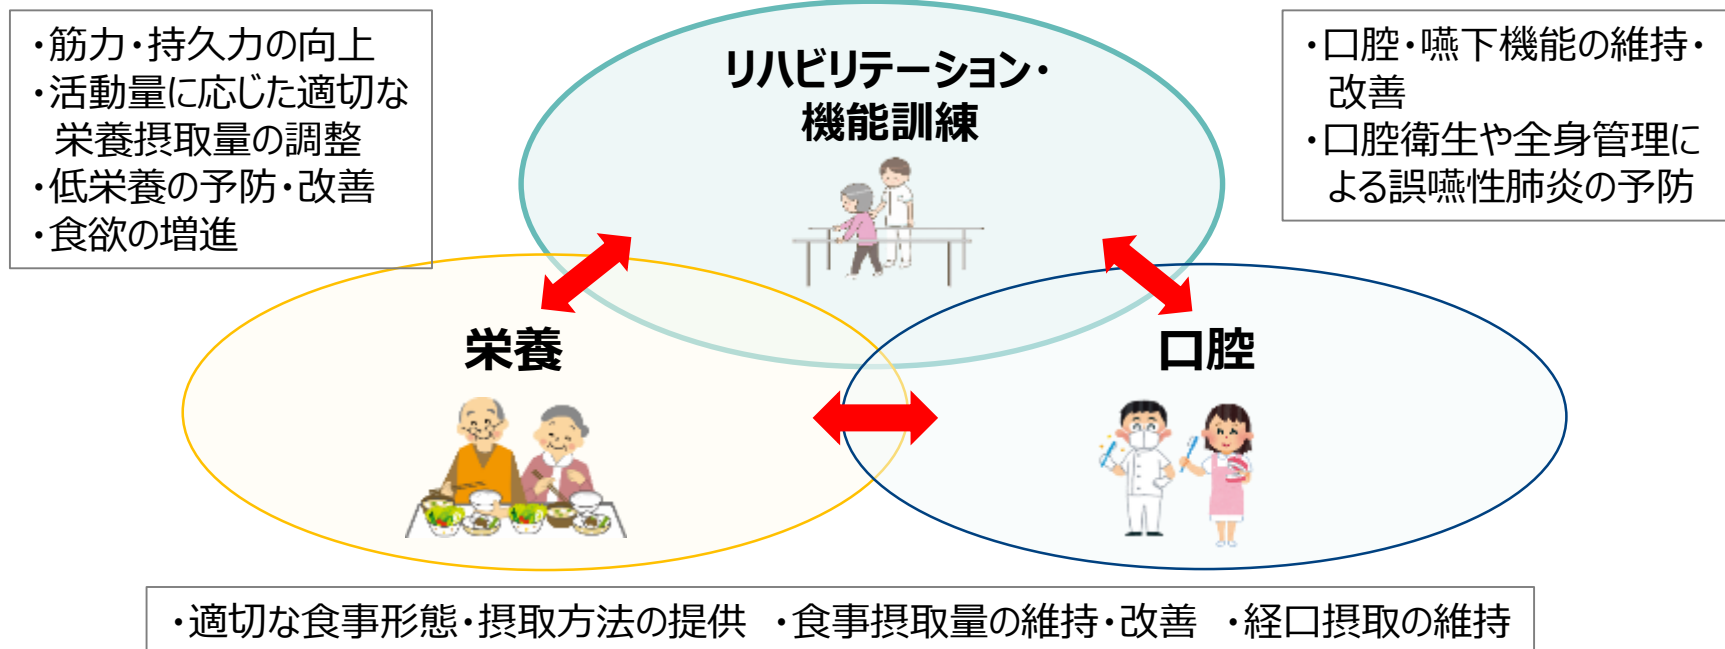 ・筋力・持久力の向上
・活動量に応じた適切な
栄養摂取量の調整
・低栄養の予防・改善
・食欲の増進
リハビリテーション・
機能訓練
・口腔・嚥下機能の維持・
改善
・口腔衛生や全身管理に
よる誤嚥性肺炎の予防
栄養
口腔
・適切な食事形態・摂取方法の提供 ・食事摂取量の維持・改善 ・経口摂取の維持